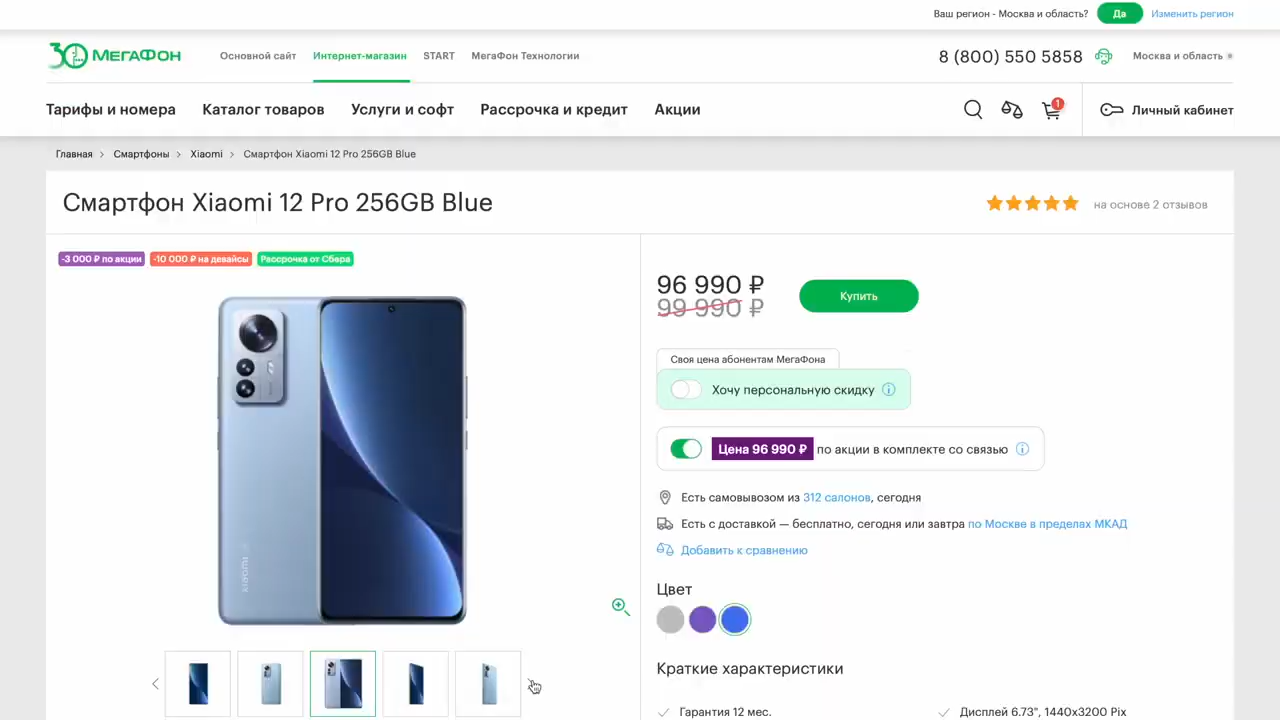 Ваш регион - Москва и область?
Да
Изменить регион
30 МЕГАФОН
Основной сайт
Интернет-магазин
START
МегаФон Технологии
8 (800) 550 5858
Москва и область
Тарифы и номера
Каталог товаров
Услуги и софт
Рассрочка и кредит
Акции
1
Личный кабинет
Главная > Смартфоны > Xiaomi > Смартфон Xiaomi 12 Pro 256GB Blue
Смартфон Xiaomi 12 Pro 256GB Blue
на основе 2 отзывов
-3 000 ₽ по акции
-10 000 ₽ на девайсы
Рассрочка от Сбера
96 990 ₽
99 990 ₽
Купить
Своя цена абонентам МегаФона
Хочу персональную скидку
Цена 96 990 ₽ по акции в комплекте со связью
Есть самовывозом из 312 салонов, сегодня
Есть с доставкой — бесплатно, сегодня или завтра по Москве в пределах МКАД
Добавить к сравнению
Цвет
xiaomi
Краткие характеристики
Гарантия 12 мес.
Дисплей 6.73", 1440x3200 Pix